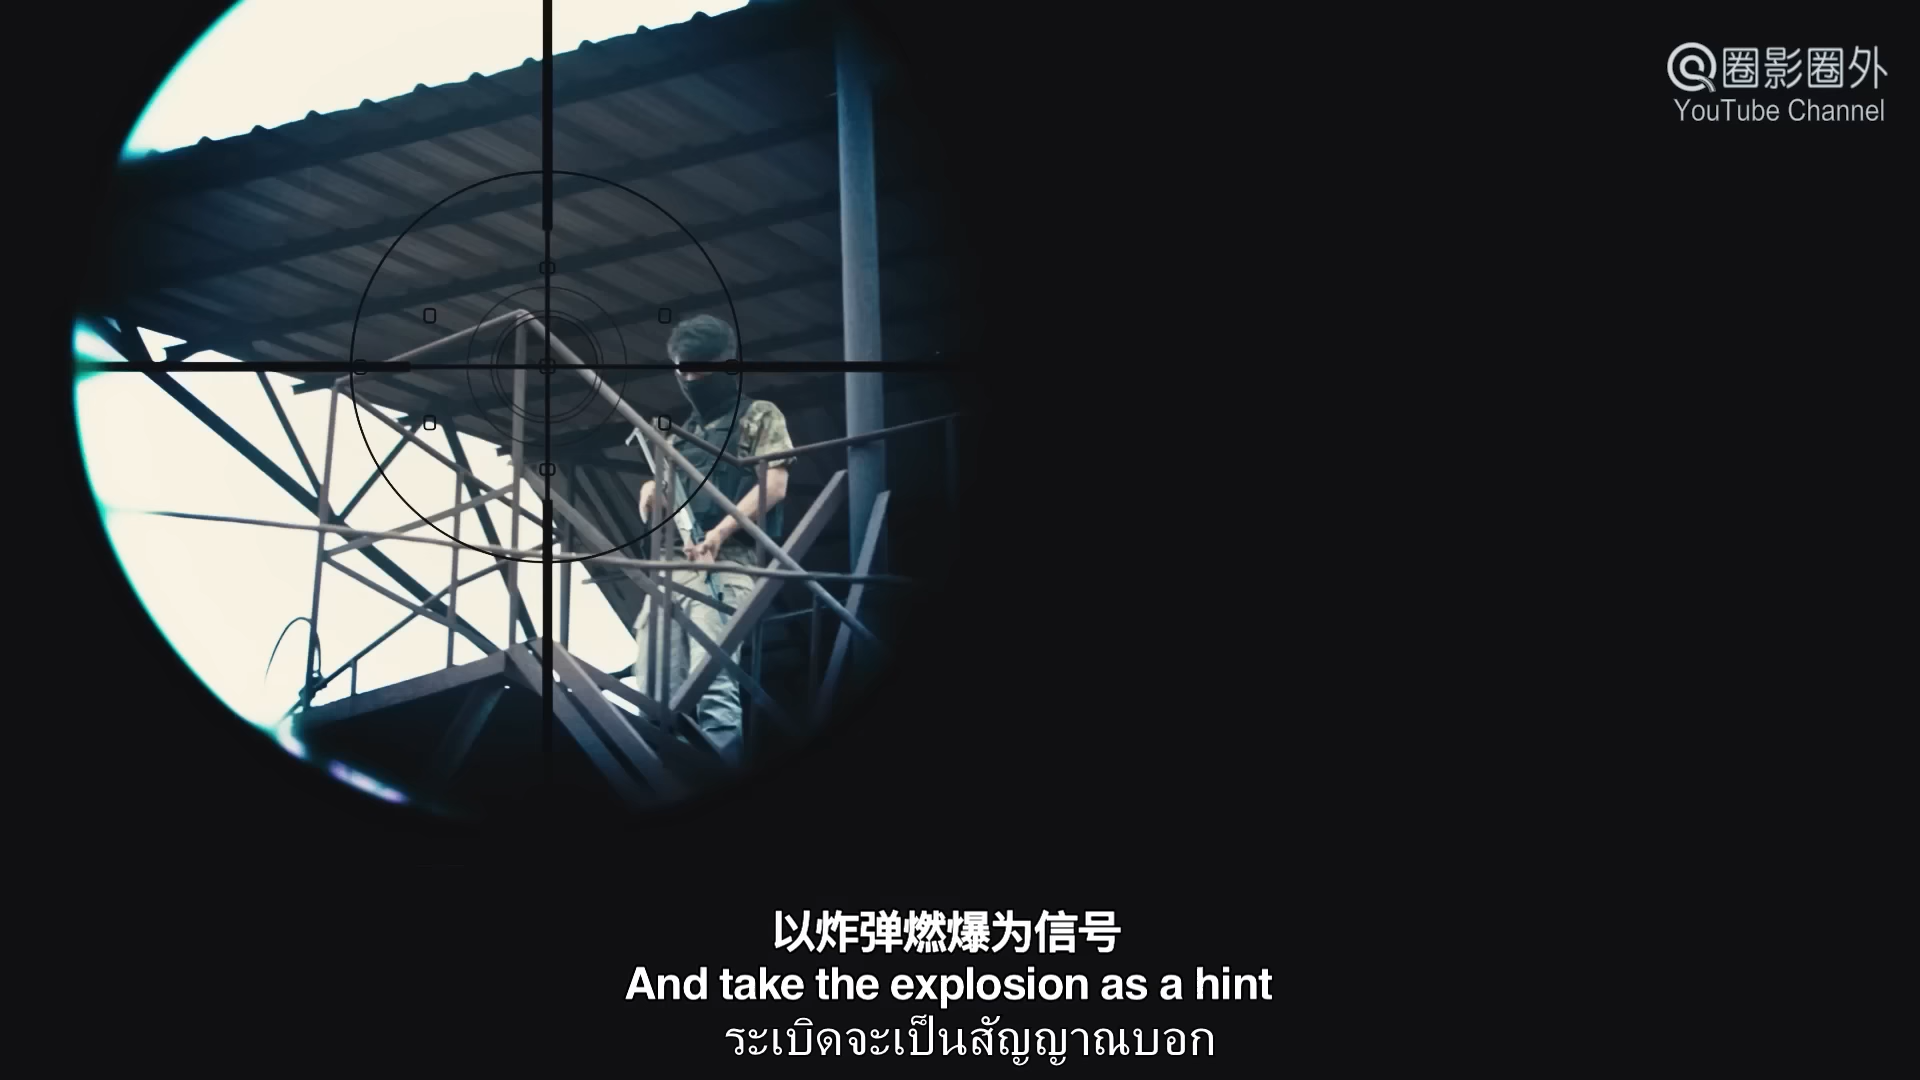 圈影圈外
YouTube Channel
以炸弹燃爆为信号
And take the explosion as a hint
ระเบิดจะเป็นสัญญาณบอก